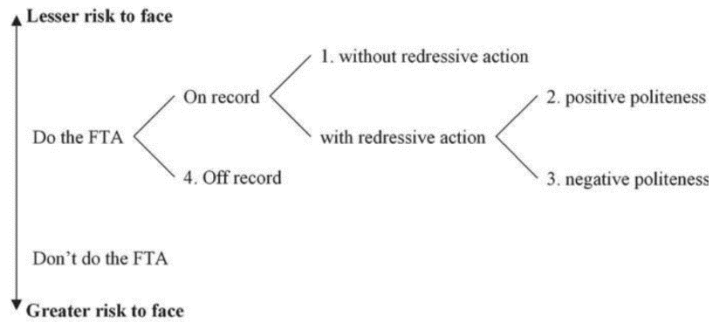 Lesser risk to face
1. without redressive action
On record
2. positive politeness
Do the FTA
with redressive action
4. Off record
3. negative politeness
Don't do the FTA
Greater risk to face